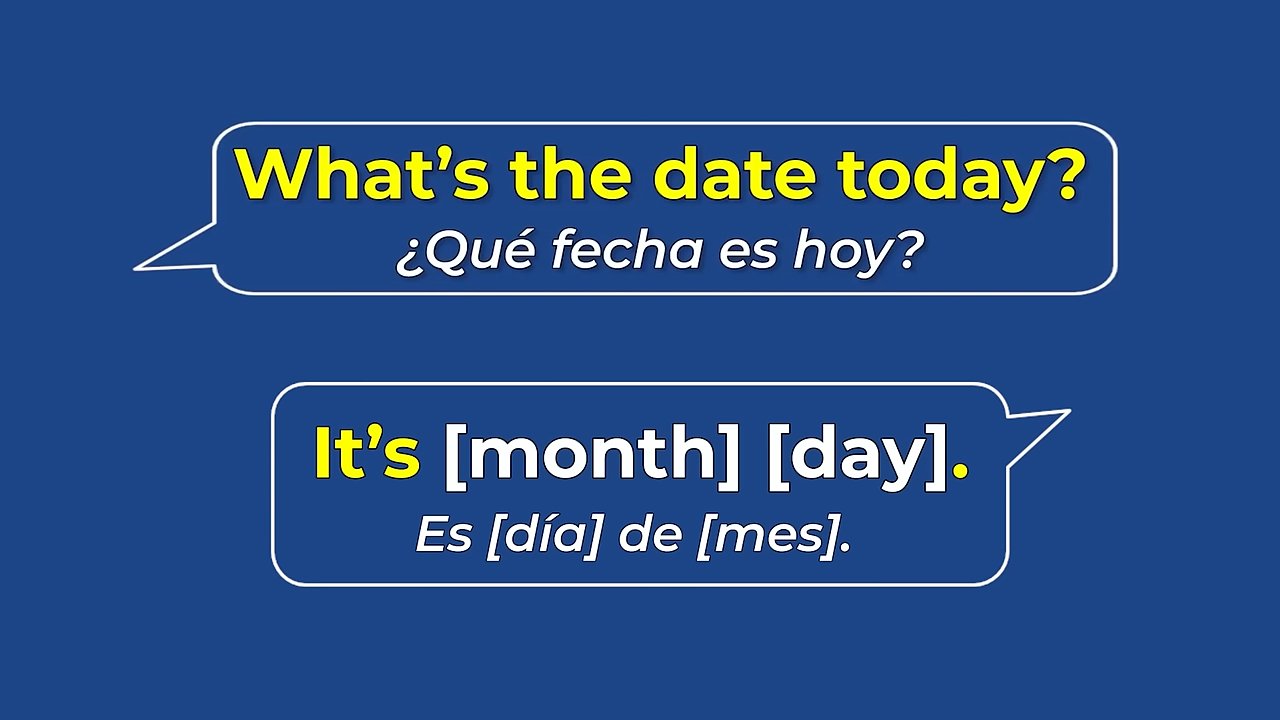 What’s the date today?
¿Qué fecha es hoy?
It’s [month] [day].
Es [día] de [mes].